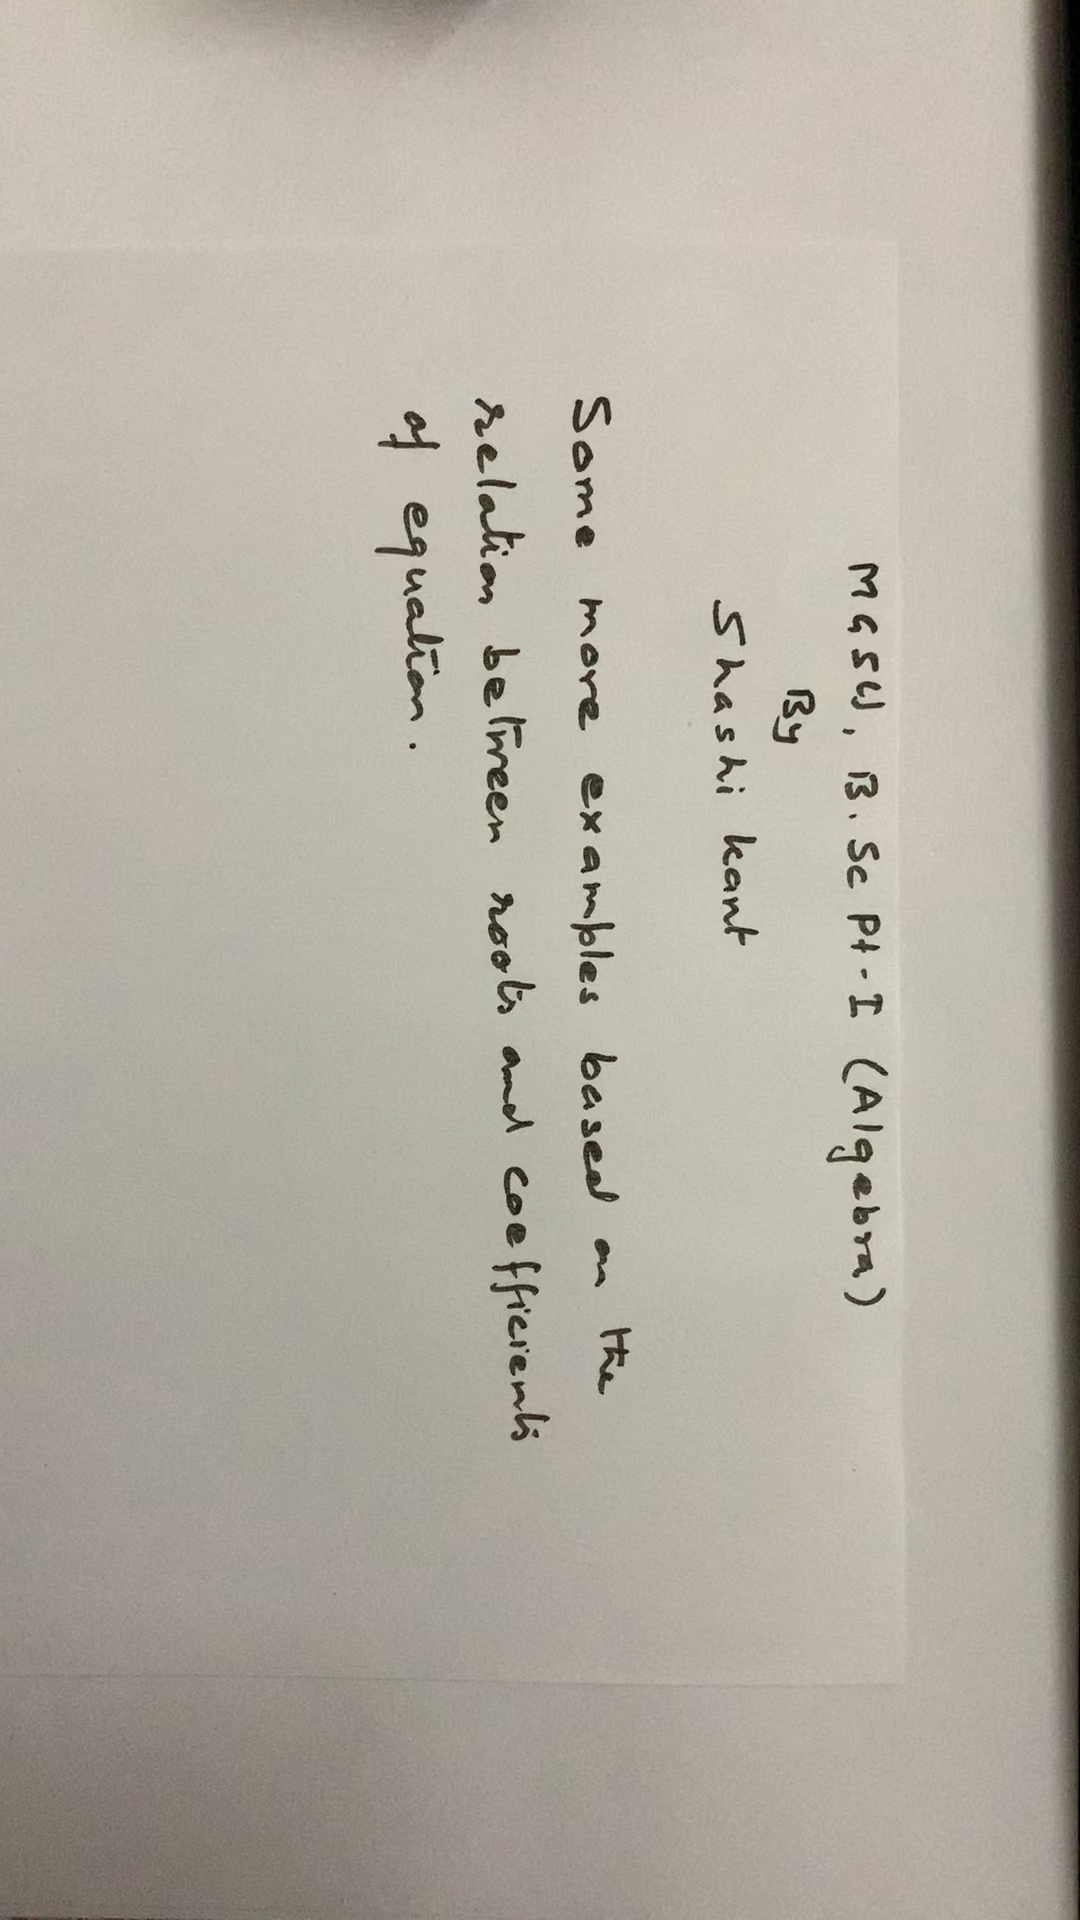 MGSU, B.Sc Pt-I (Algebra)
By
Shashi kant
Some more examples based on the
relation between roots and coefficients
of equation.